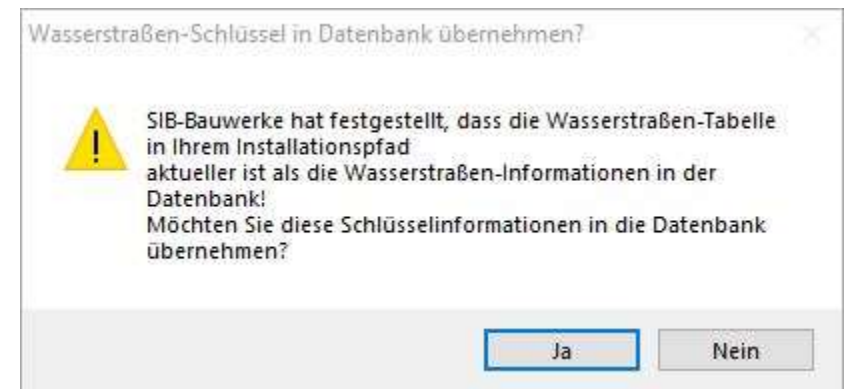 Wasserstraßen-Schlüssel in Datenbank übernehmen?
SIB-Bauwerke hat festgestellt, dass die Wasserstraßen-Tabelle
in Ihrem Installationspfad
aktueller ist als die Wasserstraßen-Informationen in der
Datenbank!
Möchten Sie diese Schlüsselinformationen in die Datenbank
übernehmen?
Ja
Nein